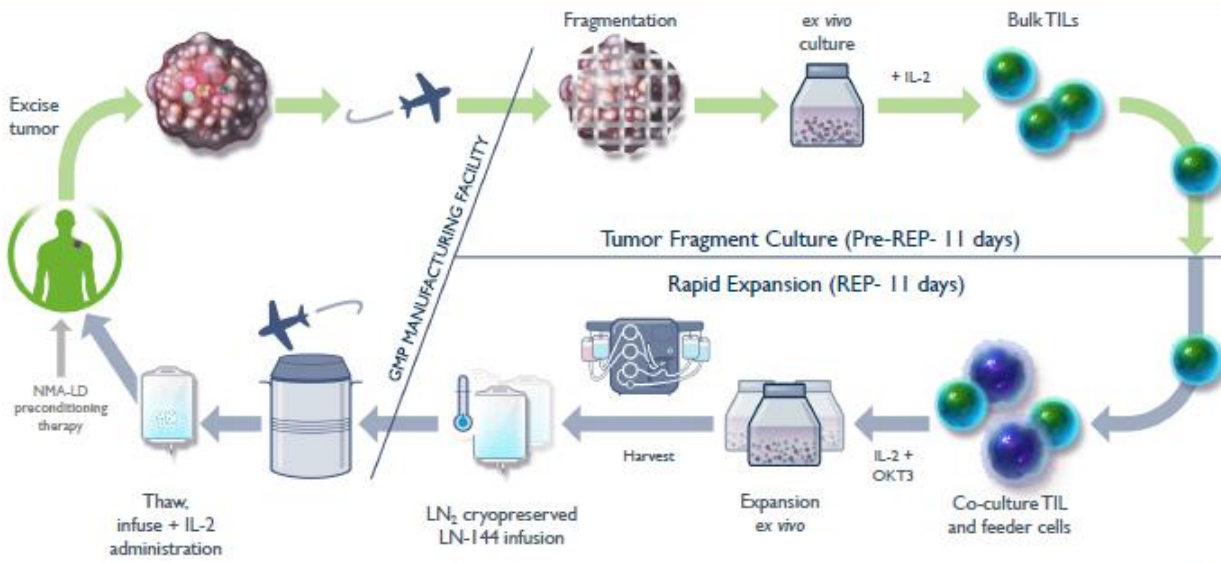 Excise
tumor
Fragmentation
ex vivo
culture
+ IL-2
Bulk TILs
GMP MANUFACTURING FACILITY
Tumor Fragment Culture (Pre-REP- 11 days)
Rapid Expansion (REP- 11 days)
Co-culture TIL
and feeder cells
IL-2 +
OKT3
Expansion
ex vivo
Harvest
LN₂ cryopreserved
LN-144 infusion
Thaw,
infuse + IL-2
administration
NMA-LD
preconditioning
therapy